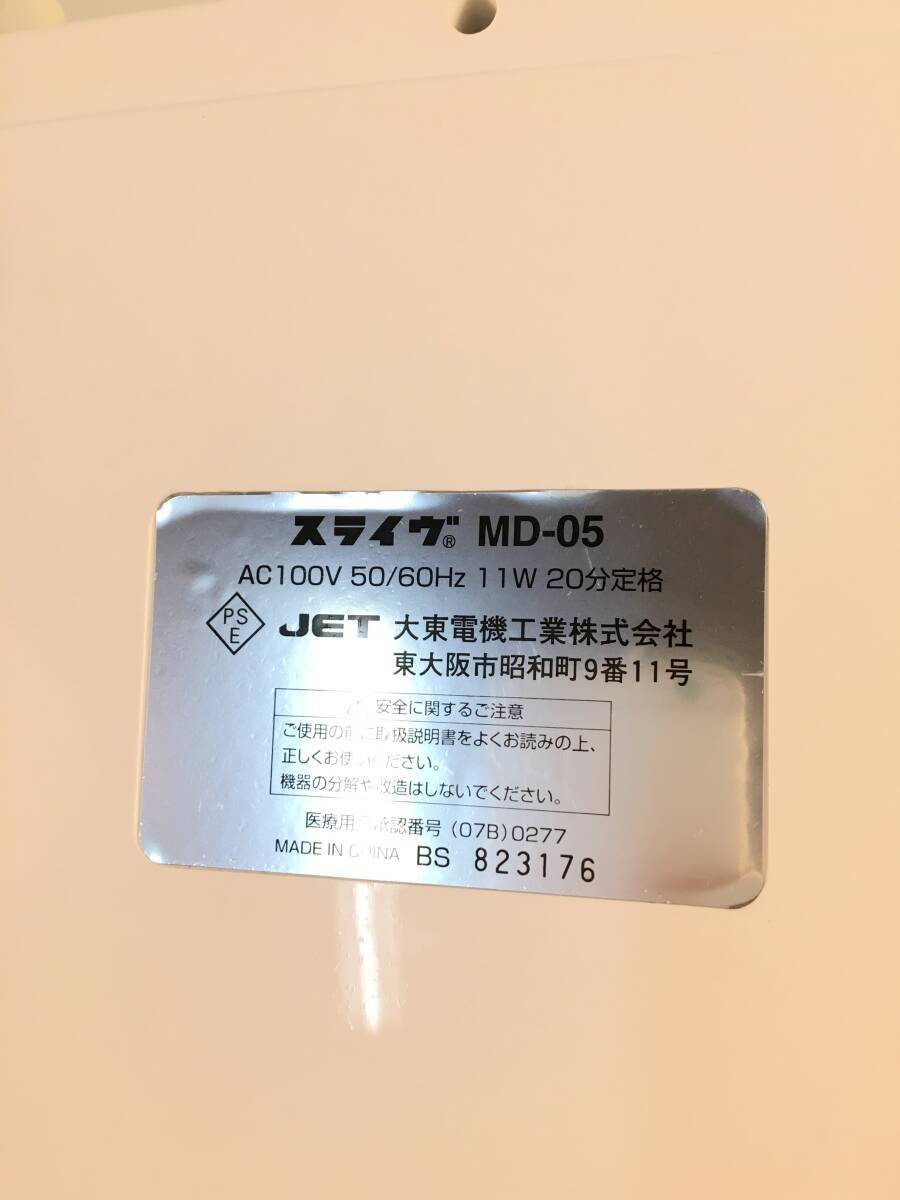 スライヴ® MD-05
AC100V 50/60Hz 11W 20分定格
PS
E
JET 大東電機工業株式会社
東大阪市昭和町9番11号
安全に関するご注意
ご使用の前に取扱説明書をよくお読みの上、
正しくお使いください。
機器の分解や改造はしないでください。
医療用具承認番号 (07B)0277
MADE IN CHINA BS 823176